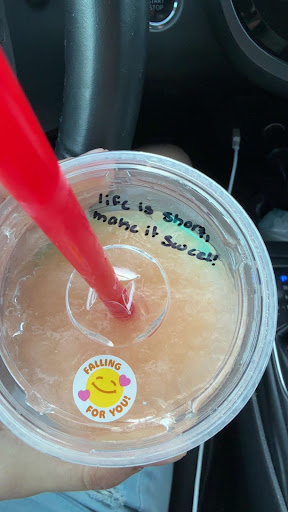 life is short,
make it sweet!
FALLING
FOR YOU!